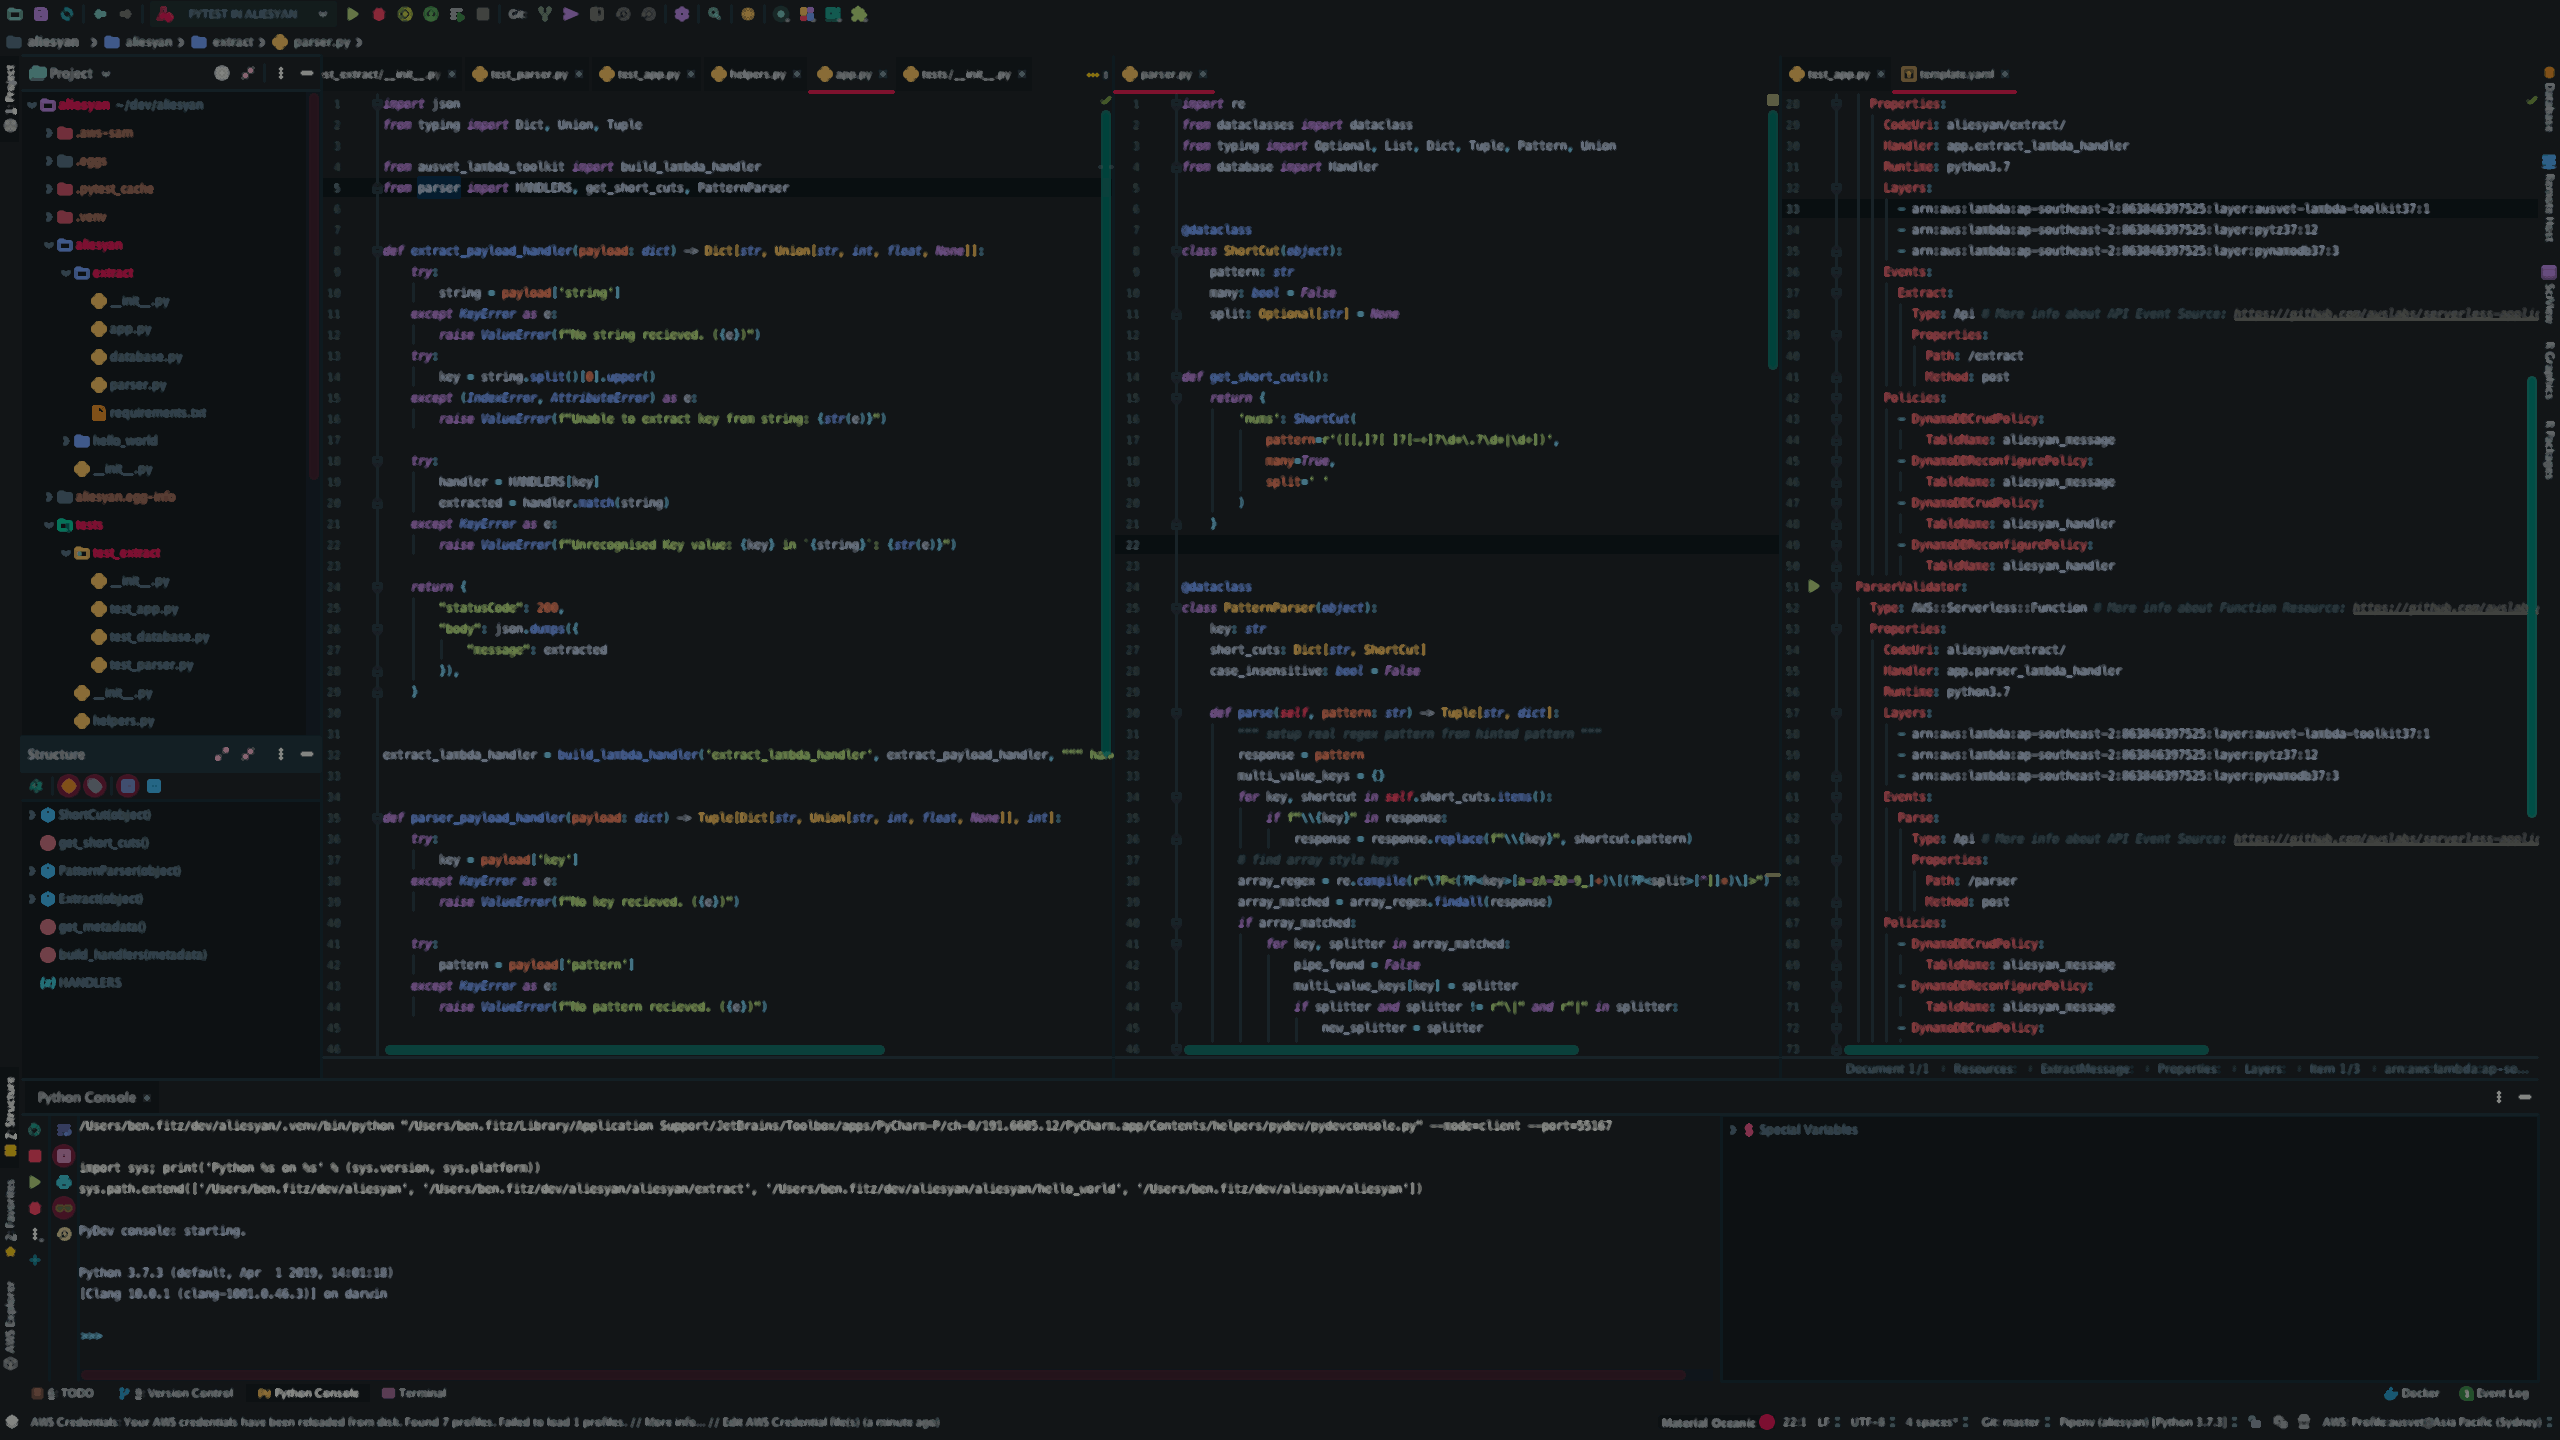 PYTEST IN ALIESYAN
Git:
aliesyan
aliesyan
extract
parser.py
1: Project
Project
aliesyan ~/dev/aliesyan
.aws-sam
.eggs
.pytest_cache
.venv
aliesyan
extract
__init__.py
app.py
database.py
parser.py
requirements.txt
hello_world
__init__.py
aliesyan.egg-info
tests
test_extract
__init__.py
test_app.py
test_database.py
test_parser.py
__init__.py
helpers.py
Structure
ShortCut(object)
get_short_cuts()
PatternParser(object)
Extract(object)
get_metadata()
build_handlers(metadata)
HANDLERS
st_extract/__init__.py
test_parser.py
test_app.py
helpers.py
app.py
tests/__init__.py
1 import json
2 from typing import Dict, Union, Tuple
3
4 from ausvet_lambda_toolkit import build_lambda_handler
5 from parser import HANDLERS, get_short_cuts, PatternParser
6
7
8 def extract_payload_handler(payload: dict) -> Dict[str, Union[str, int, float, None]]:
9 try:
10 string = payload['string']
11 except KeyError as e:
12 raise ValueError(f"No string recieved. ({e})")
13 try:
14 key = string.split()[0].upper()
15 except (IndexError, AttributeError) as e:
16 raise ValueError(f"Unable to extract key from string: {str(e)}")
17
18 try:
19 handler = HANDLERS[key]
20 extracted = handler.match(string)
21 except KeyError as e:
22 raise ValueError(f"Unrecognised Key value: {key} in `{string}`: {str(e)}")
23
24 return {
25 "statusCode": 200,
26 "body": json.dumps({
27 "message": extracted
28 }),
29 }
30
31
32 extract_lambda_handler = build_lambda_handler('extract_lambda_handler', extract_payload_handler, """ han
33
34
35 def parser_payload_handler(payload: dict) -> Tuple[Dict[str, Union[str, int, float, None]], int]:
36 try:
37 key = payload['key']
38 except KeyError as e:
39 raise ValueError(f"No key recieved. ({e})")
40
41 try:
42 pattern = payload['pattern']
43 except KeyError as e:
44 raise ValueError(f"No pattern recieved. ({e})")
45
46
parser.py
1 import re
2 from dataclasses import dataclass
3 from typing import Optional, List, Dict, Tuple, Pattern, Union
4 from database import Handler
5
6
7 @dataclass
8 class ShortCut(object):
9 pattern: str
10 many: bool = False
11 split: Optional[str] = None
12
13
14 def get_short_cuts():
15 return {
16 'nums': ShortCut(
17 pattern=
18 many=True,
19 split=' '
20 )
21 }
22
23
24 @dataclass
25 class PatternParser(object):
26 key: str
27 short_cuts: Dict[str, ShortCut]
28 case_insensitive: bool = False
29
30 def parse(self, pattern: str) -> Tuple[str, dict]:
31 """ setup real regex pattern from hinted pattern """
32 response = pattern
33 multi_value_keys = {}
34 for key, shortcut in self.short_cuts.items():
35 if f"\\{key}" in response:
36 response = response.replace(f"\\{key}", shortcut.pattern)
37 # find array style keys
38 array_regex = re.compile(
39 array_matched = array_regex.findall(response)
40 if array_matched:
41 for key, splitter in array_matched:
42 pipe_found = False
43 multi_value_keys[key] = splitter
44 if splitter and splitter != r"\|" and r"|" in splitter:
45 new_splitter = splitter
46
test_app.py
template.yaml
28 Properties:
29 CodeUri: aliesyan/extract/
30 Handler: app.extract_lambda_handler
31 Runtime: python3.7
32 Layers:
33 - arn:aws:lambda:ap-southeast-2:863846397525:layer:ausvet-lambda-toolkit37:1
34 - arn:aws:lambda:ap-southeast-2:863846397525:layer:pytz37:12
35 - arn:aws:lambda:ap-southeast-2:863846397525:layer:pynamodb37:3
36 Events:
37 Extract:
38 Type: Api # More info about API Event Source: https://github.com/awslabs/serverless-applic
39 Properties:
40 Path: /extract
41 Method: post
42 Policies:
43 - DynamoDBCrudPolicy:
44 TableName: aliesyan_message
45 - DynamoDBReconfigurePolicy:
46 TableName: aliesyan_message
47 - DynamoDBCrudPolicy:
48 TableName: aliesyan_handler
49 - DynamoDBReconfigurePolicy:
50 TableName: aliesyan_handler
51 ParserValidator:
52 Type: AWS::Serverless::Function # More info about Function Resource: https://github.com/awslab
53 Properties:
54 CodeUri: aliesyan/extract/
55 Handler: app.parser_lambda_handler
56 Runtime: python3.7
57 Layers:
58 - arn:aws:lambda:ap-southeast-2:863846397525:layer:ausvet-lambda-toolkit37:1
59 - arn:aws:lambda:ap-southeast-2:863846397525:layer:pytz37:12
60 - arn:aws:lambda:ap-southeast-2:863846397525:layer:pynamodb37:3
61 Events:
62 Parse:
63 Type: Api # More info about API Event Source: https://github.com/awslabs/serverless-applic
64 Properties:
65 Path: /parser
66 Method: post
67 Policies:
68 - DynamoDBCrudPolicy:
69 TableName: aliesyan_message
70 - DynamoDBReconfigurePolicy:
71 TableName: aliesyan_message
72 - DynamoDBCrudPolicy:
73
Document 1/1 Resources: ExtractMessage: Properties: Layers: Item 1/3 arn:aws:lambda:ap-so...
Database
Remote Host
SciView
R Graphics
R Packages
Z: Structure
2: Favorites
AWS Explorer
Python Console
/Users/ben.fitz/dev/aliesyan/.venv/bin/python "/Users/ben.fitz/Library/Application Support/JetBrains/Toolbox/apps/PyCharm-P/ch-0/191.6605.12/PyCharm.app/Contents/helpers/pydev/pydevconsole.py" --mode=client --port=55167
import sys; print('Python %s on %s' % (sys.version, sys.platform))
sys.path.extend(['/Users/ben.fitz/dev/aliesyan', '/Users/ben.fitz/dev/aliesyan/aliesyan/extract', '/Users/ben.fitz/dev/aliesyan/aliesyan/hello_world', '/Users/ben.fitz/dev/aliesyan/aliesyan'])
PyDev console: starting.
Python 3.7.3 (default, Apr 1 2019, 14:01:18)
[Clang 10.0.1 (clang-1001.0.46.3)] on darwin
>>>
Special Variables
6: TODO
9: Version Control
Python Console
Terminal
Docker
Event Log
AWS Credentials: Your AWS credentials have been reloaded from disk. Found 7 profiles. Failed to load 1 profiles. // More info... // Edit AWS Credential file(s) (a minute ago)
Material Oceanic 22:1 LF UTF-8 4 spaces Git: master Pipenv (aliesyan) [Python 3.7.3] AWS: Profile:ausvet@Asia Pacific (Sydney)